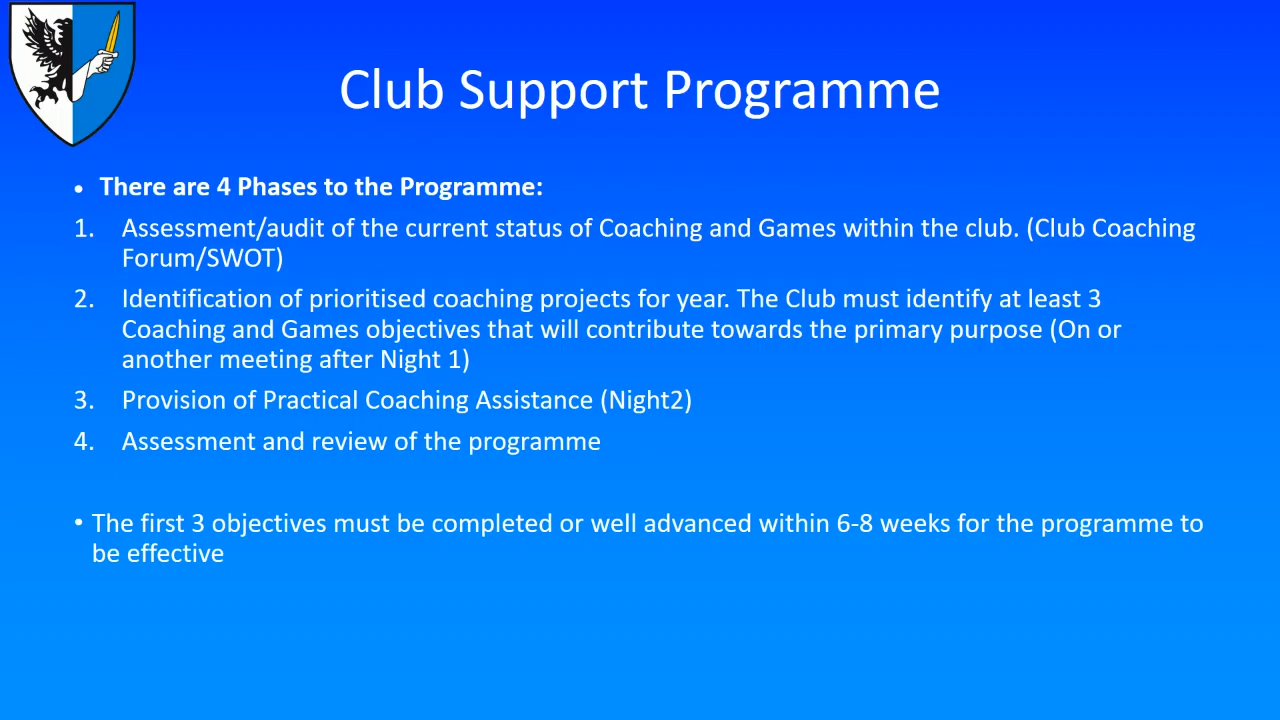 Club Support Programme
• There are 4 Phases to the Programme:
1. Assessment/audit of the current status of Coaching and Games within the club. (Club Coaching
Forum/SWOT)
2. Identification of prioritised coaching projects for year. The Club must identify at least 3
Coaching and Games objectives that will contribute towards the primary purpose (On or
another meeting after Night 1)
3. Provision of Practical Coaching Assistance (Night2)
4. Assessment and review of the programme
• The first 3 objectives must be completed or well advanced within 6-8 weeks for the programme to
be effective